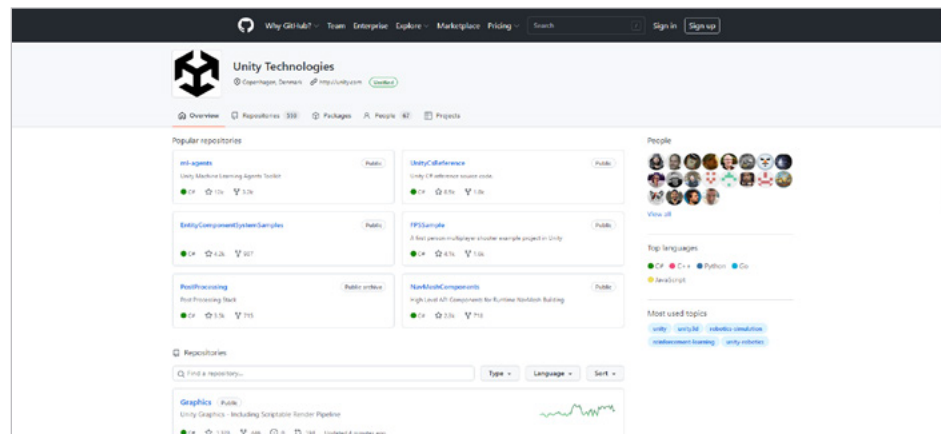 Why GitHub? Team Enterprise Explore Marketplace Pricing Search / Sign in Sign up
Unity Technologies
Copenhagen, Denmark http://unity.com Verified
Overview Repositories Packages People 67 Projects
Popular repositories
ml-agents Public
Unity Machine Learning Agents Toolkit
C# 12k
UnityCsReference Public
Unity C# reference source code.
C#
EntityComponentSystemSamples Public
C#
FPSSample Public
A first person multiplayer shooter example project in Unity
C#
PostProcessing Public archive
Post Processing Stack
C# 715
NavMeshComponents Public
High Level API Components for Runtime NavMesh Building
C#
People
View all
Top languages
C# C++ Python Go
JavaScript
Most used topics
unity unity3d robotics-simulation
reinforcement-learning unity-robotics
Repositories
Find a repository...
Type Language Sort
Graphics Public
Unity Graphics - Including Scriptable Render Pipeline
C#